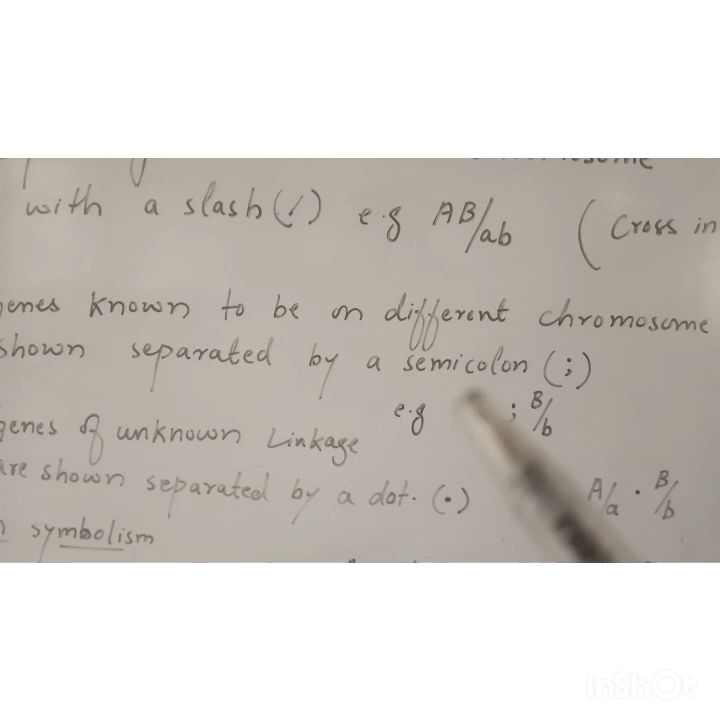 with a slash (/) e.g AB/ab (Cross in
enes known to be on different chromosome
shown separated by a semicolon (;)
e.g ; B/b
genes of unknown Linkage
are shown separated by a dot. (•)
A/a • B/b
symbolism
InShOt